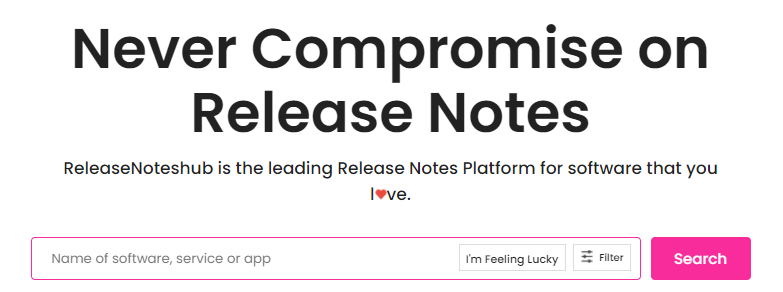 Never Compromise on
Release Notes
ReleaseNoteshub is the leading Release Notes Platform for software that you
l❤ve.
Name of software, service or app I'm Feeling Lucky Filter Search